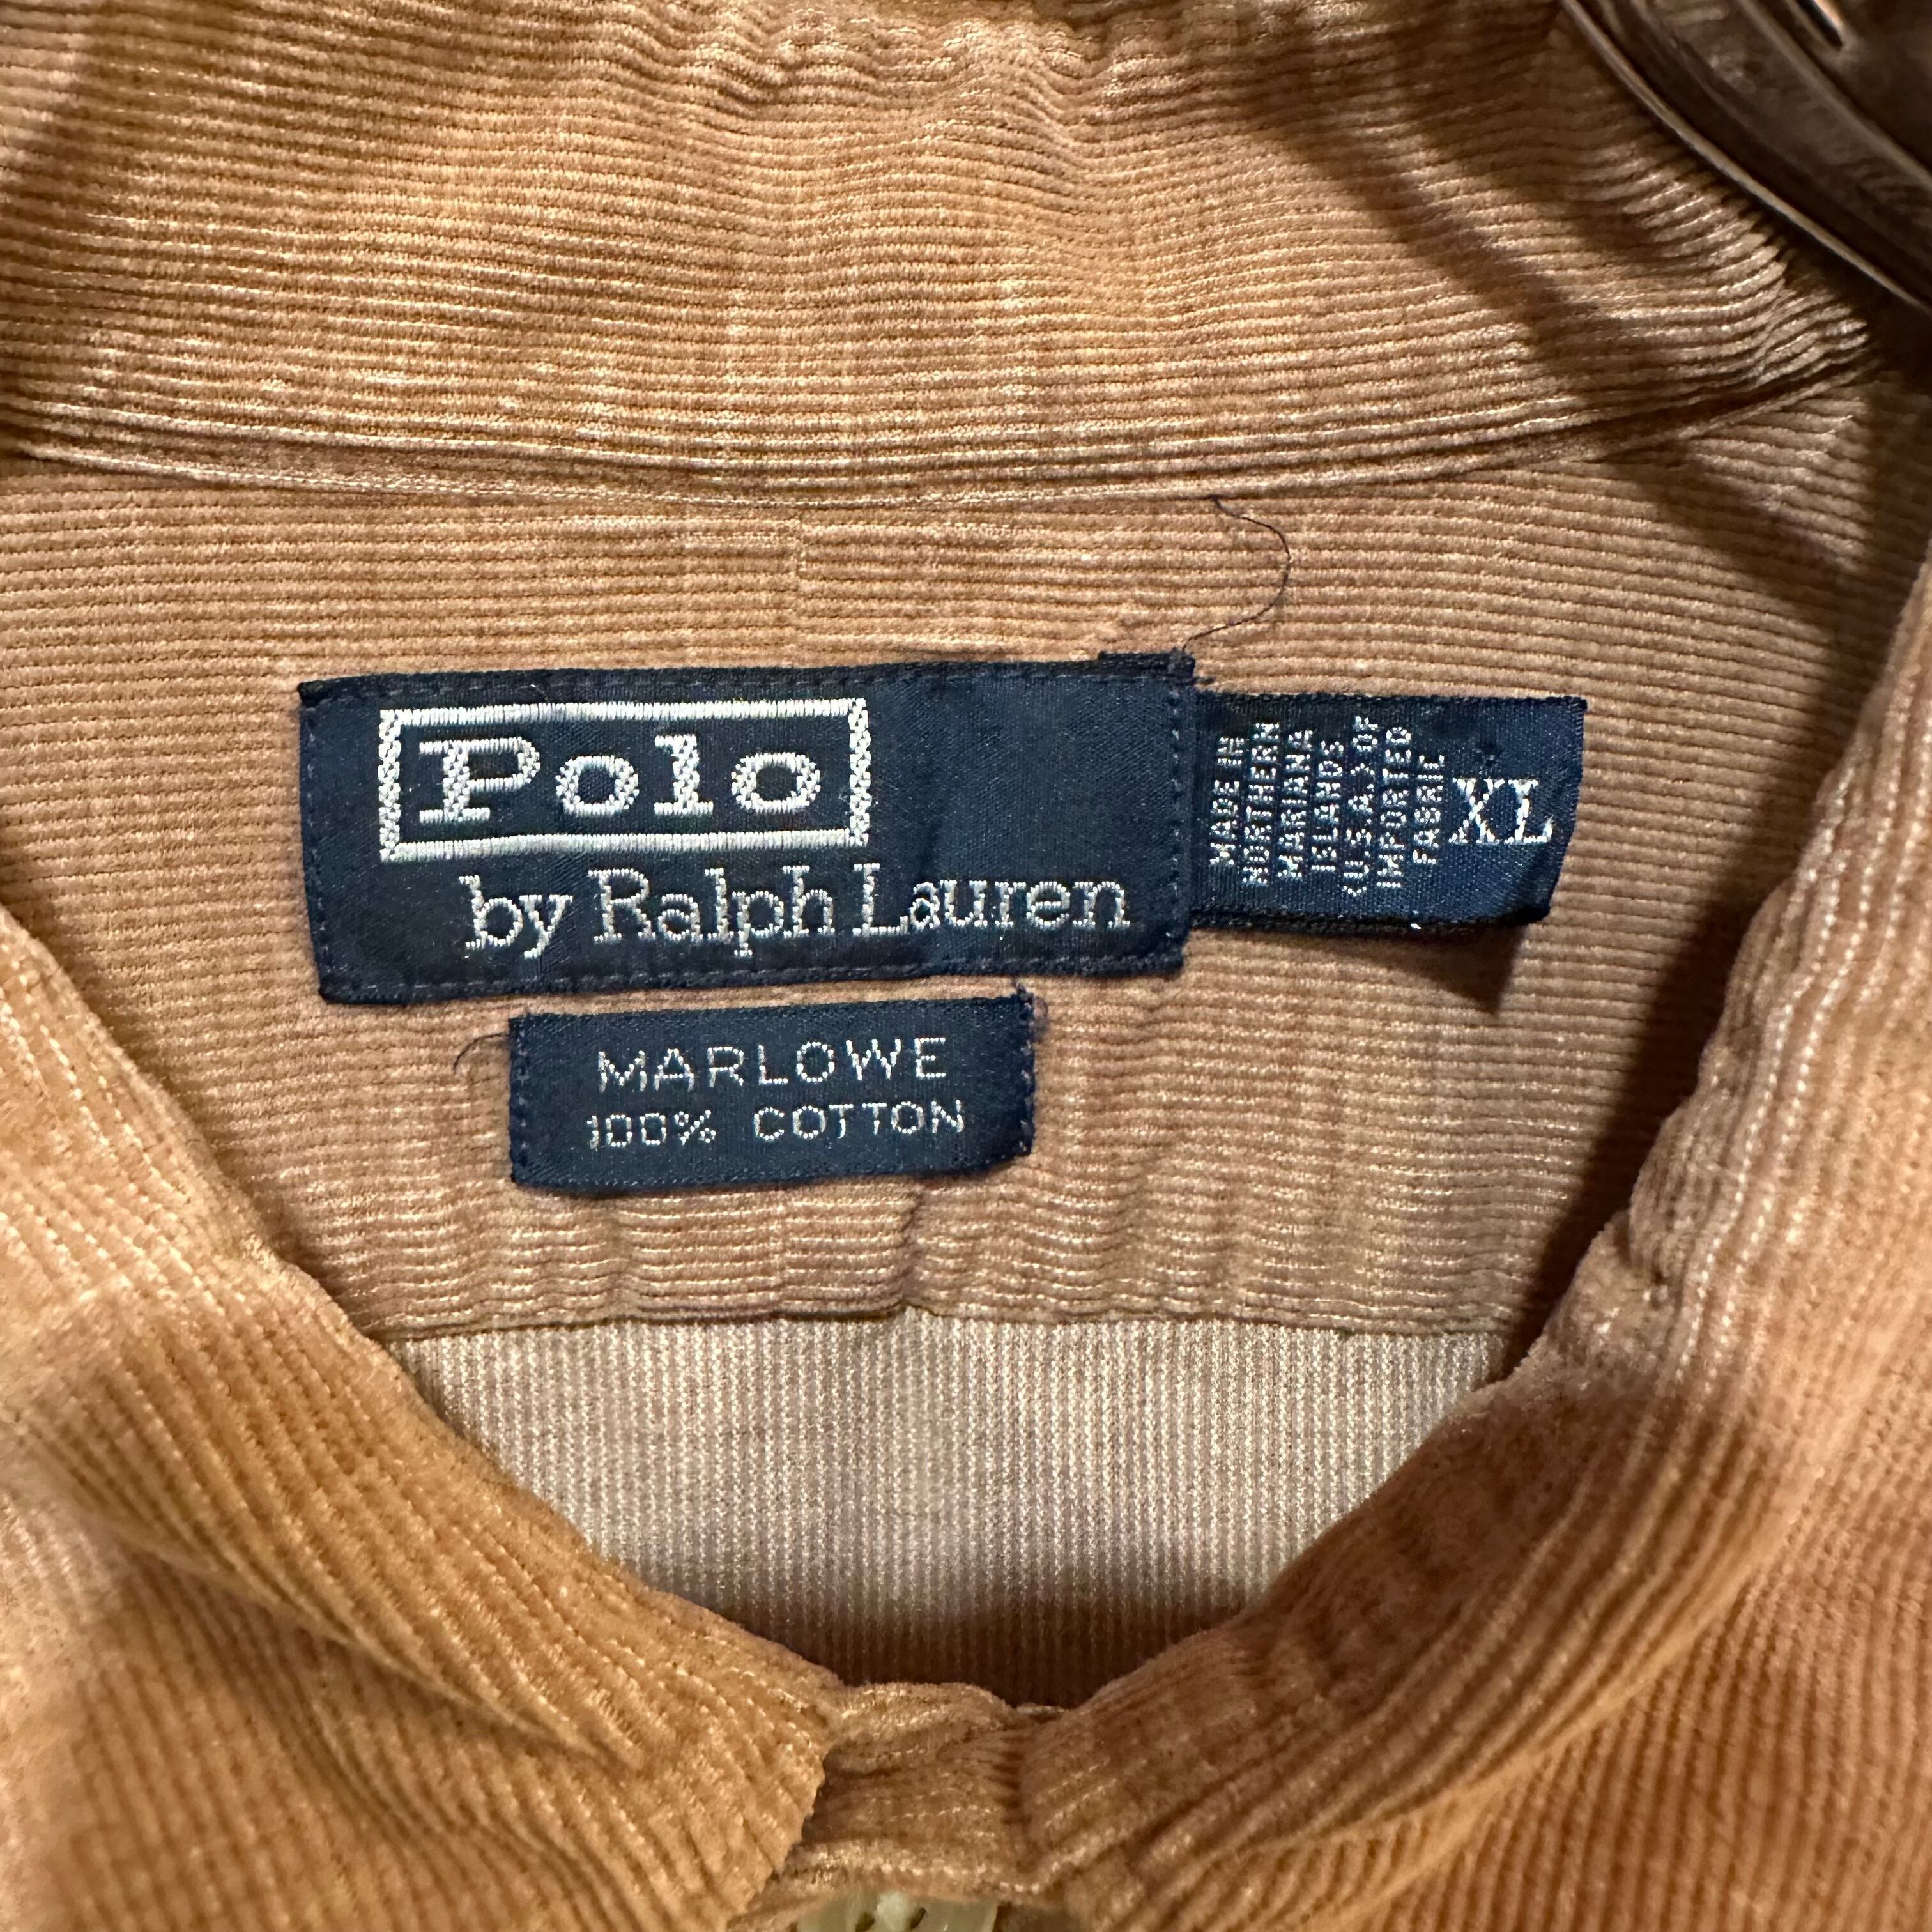 Polo
by Ralph Lauren
MADE IN
NORTHERN
MARIANA
ISLANDS
(U.S.A.) OF
IMPORTED
FABRIC
XL
MARLOWE
100% COTTON